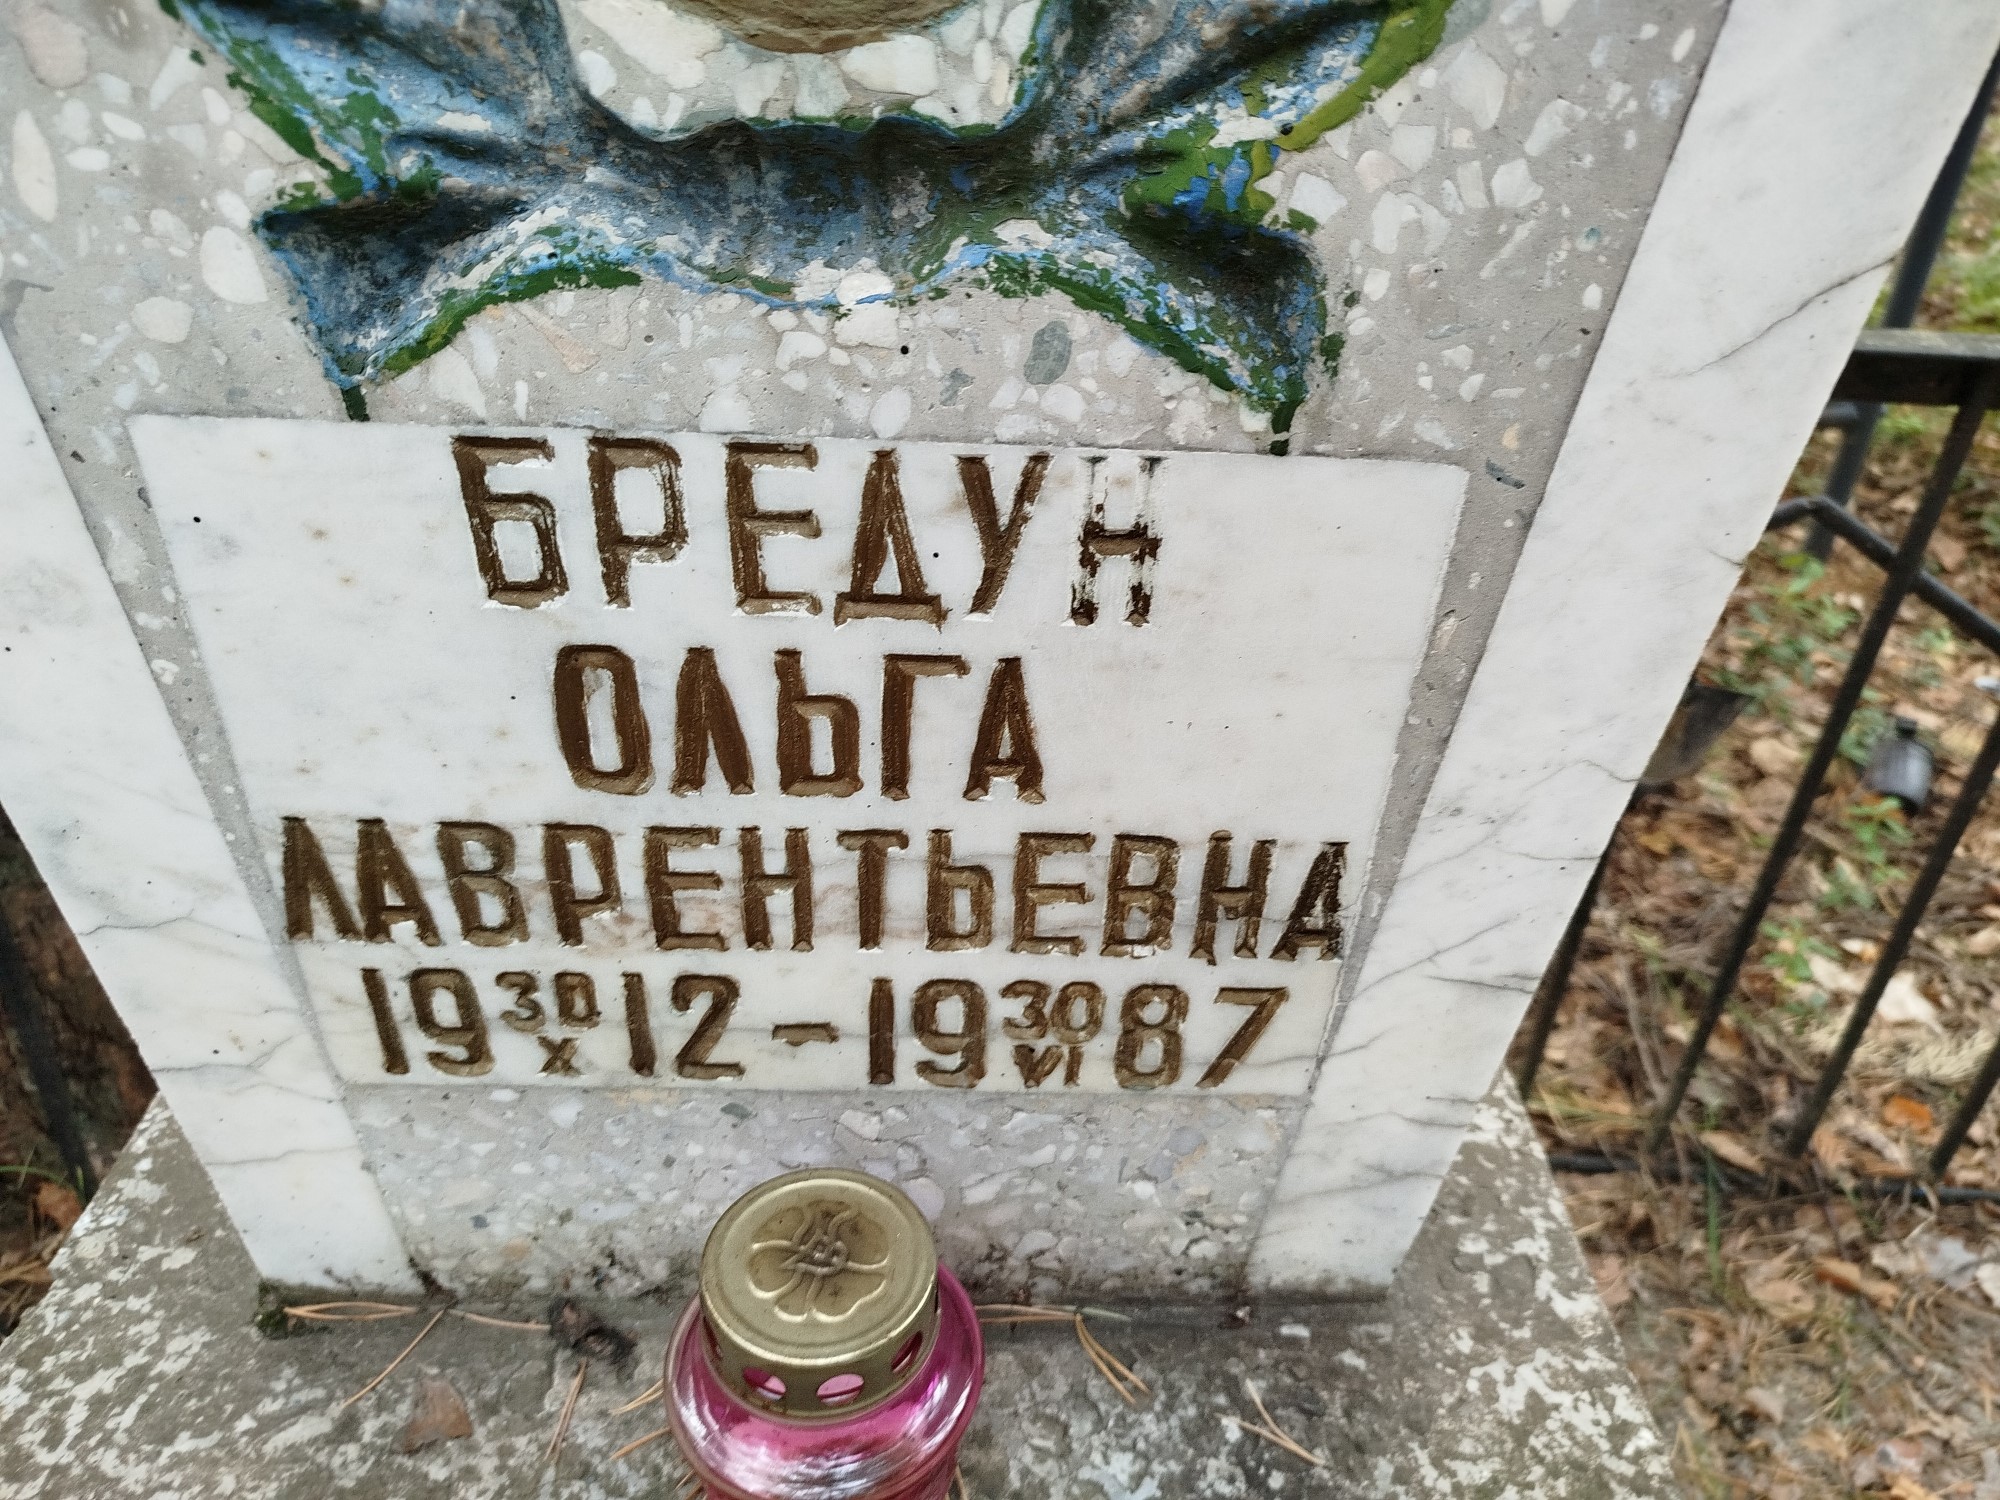 БРЕДУН
ОЛЬГА
ЛАВРЕНТЬЕВНА
19 30/X 12 - 19 30/VI 87